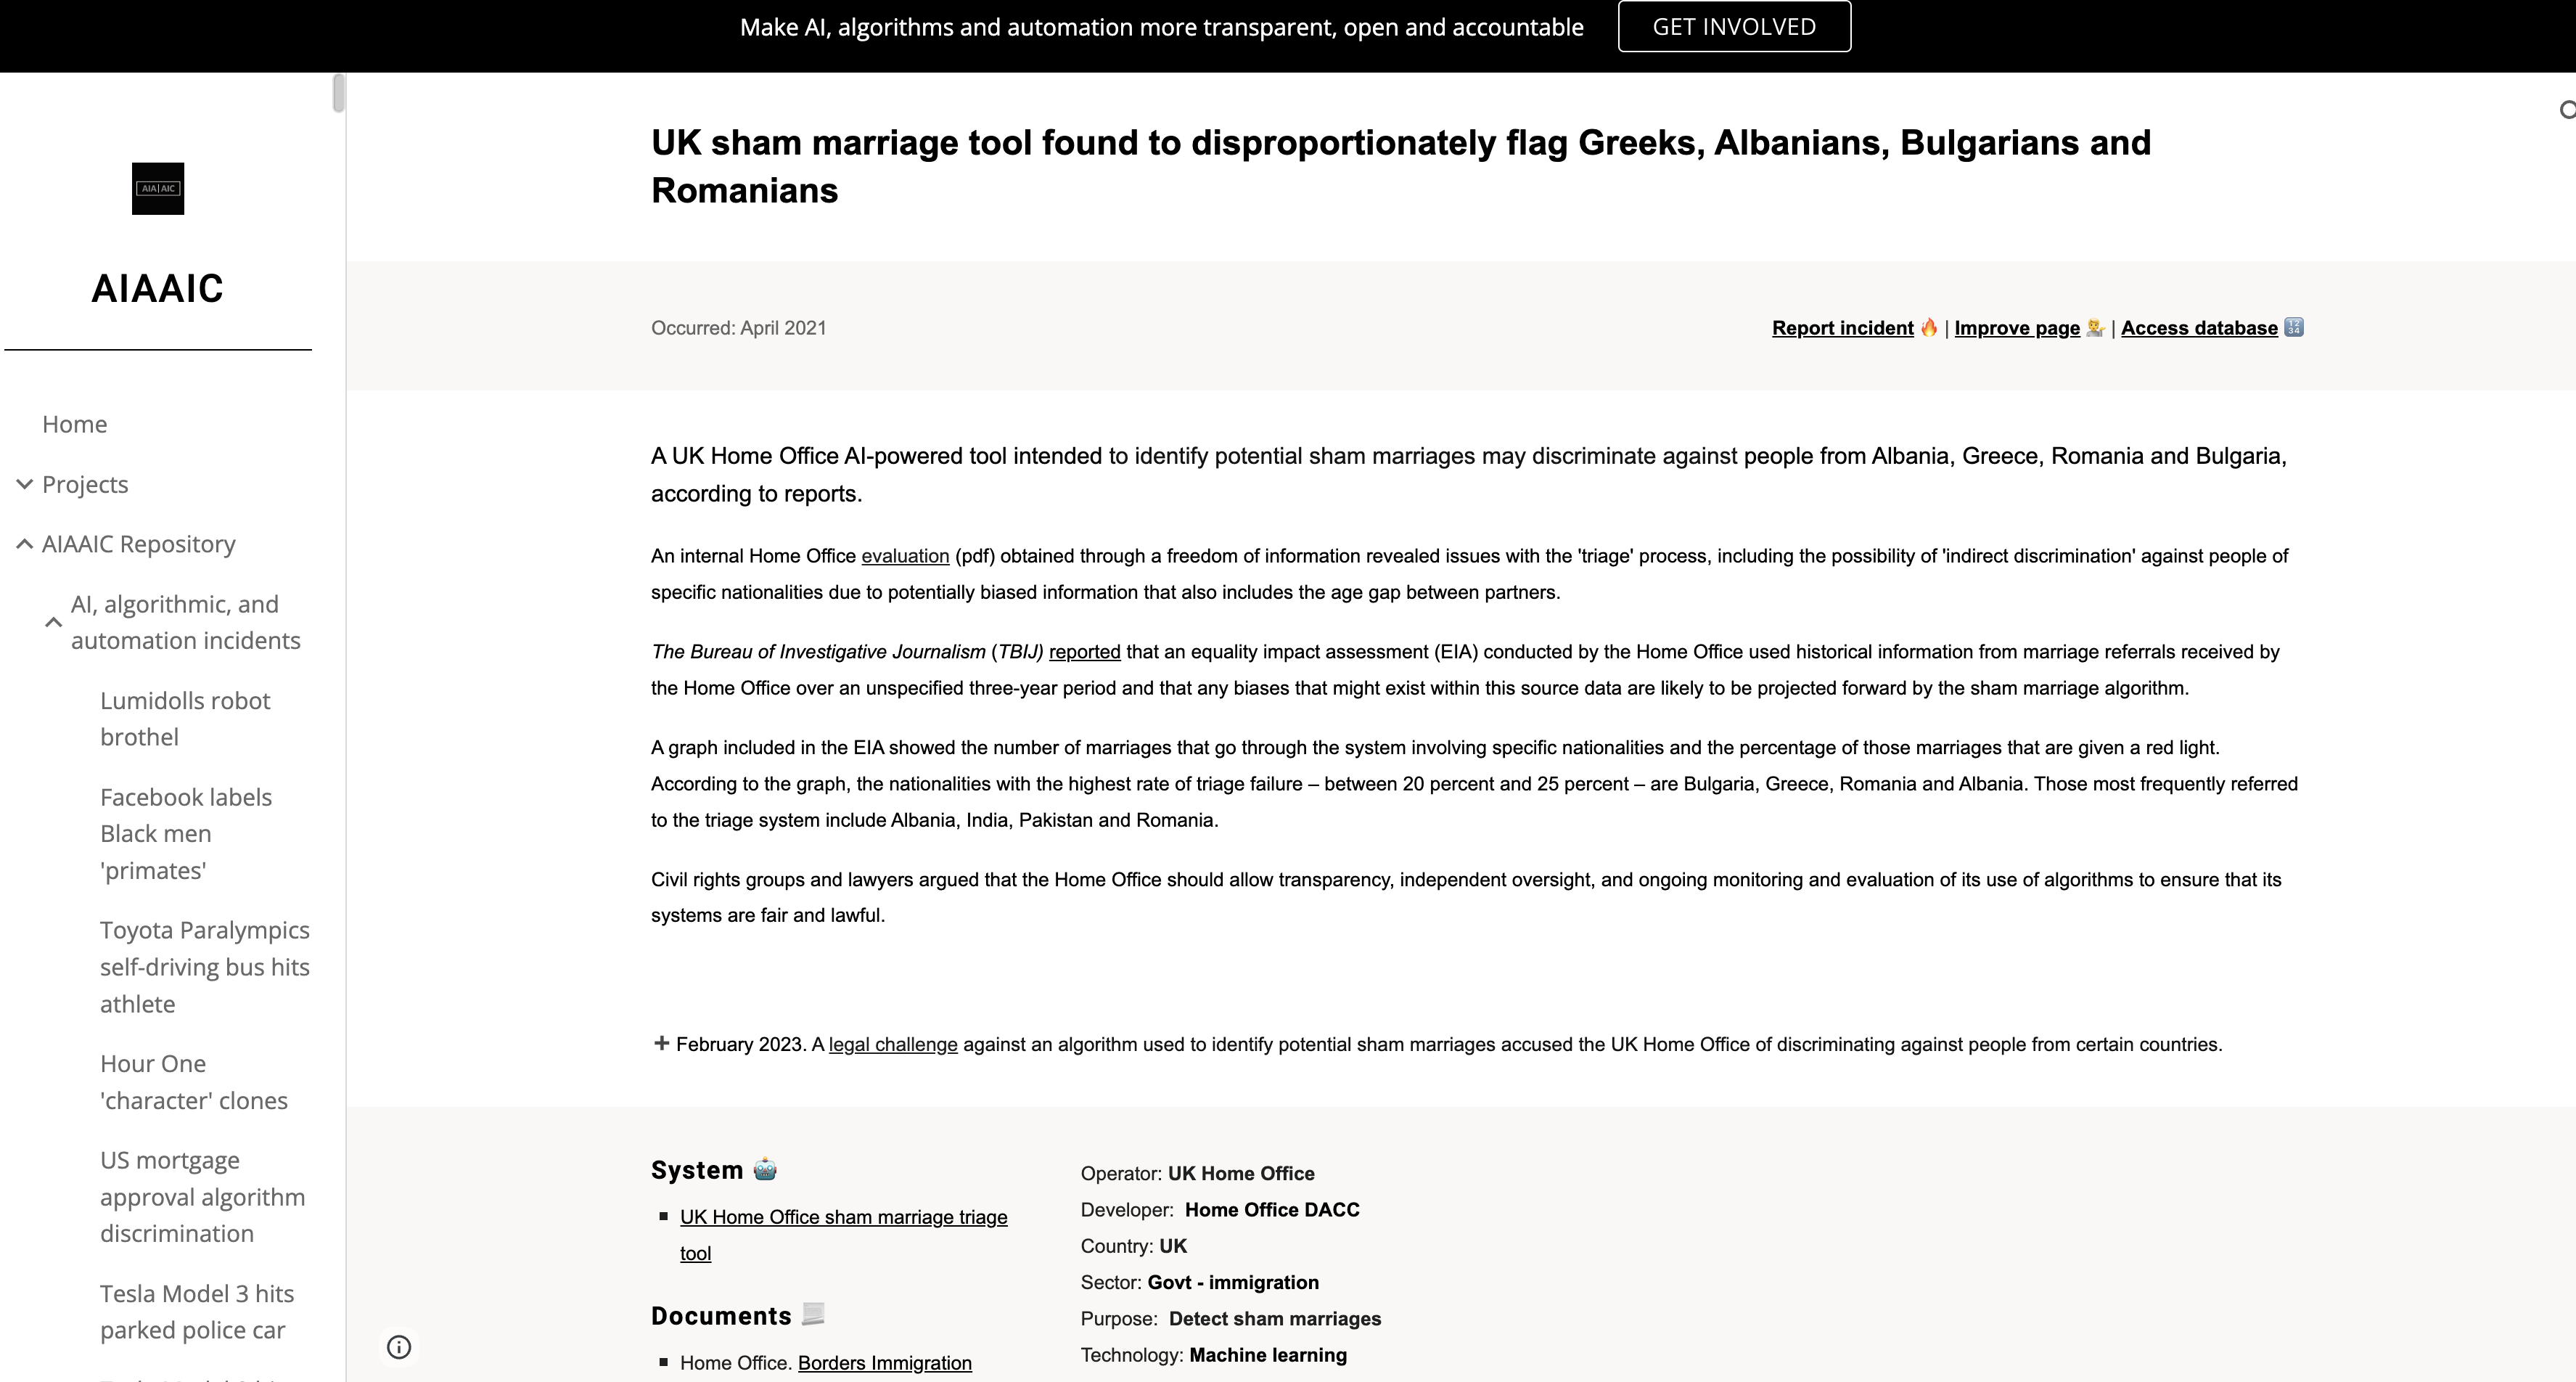 Make AI, algorithms and automation more transparent, open and accountable
GET INVOLVED
AIA|AIC
AIAAIC
Home
Projects
AIAAIC Repository
AI, algorithmic, and
automation incidents
Lumidolls robot
brothel
Facebook labels
Black men
'primates'
Toyota Paralympics
self-driving bus hits
athlete
Hour One
'character' clones
US mortgage
approval algorithm
discrimination
Tesla Model 3 hits
parked police car
UK sham marriage tool found to disproportionately flag Greeks, Albanians, Bulgarians and
Romanians
Occurred: April 2021
Report incident 🔥 | Improve page 💁 | Access database 🔢
A UK Home Office AI-powered tool intended to identify potential sham marriages may discriminate against people from Albania, Greece, Romania and Bulgaria,
according to reports.
An internal Home Office evaluation (pdf) obtained through a freedom of information revealed issues with the 'triage' process, including the possibility of 'indirect discrimination' against people of
specific nationalities due to potentially biased information that also includes the age gap between partners.
The Bureau of Investigative Journalism (TBIJ) reported that an equality impact assessment (EIA) conducted by the Home Office used historical information from marriage referrals received by
the Home Office over an unspecified three-year period and that any biases that might exist within this source data are likely to be projected forward by the sham marriage algorithm.
A graph included in the EIA showed the number of marriages that go through the system involving specific nationalities and the percentage of those marriages that are given a red light.
According to the graph, the nationalities with the highest rate of triage failure – between 20 percent and 25 percent – are Bulgaria, Greece, Romania and Albania. Those most frequently referred
to the triage system include Albania, India, Pakistan and Romania.
Civil rights groups and lawyers argued that the Home Office should allow transparency, independent oversight, and ongoing monitoring and evaluation of its use of algorithms to ensure that its
systems are fair and lawful.
+ February 2023. A legal challenge against an algorithm used to identify potential sham marriages accused the UK Home Office of discriminating against people from certain countries.
System 🤖
UK Home Office sham marriage triage
tool
Documents 📃
Home Office. Borders Immigration
Operator: UK Home Office
Developer: Home Office DACC
Country: UK
Sector: Govt - immigration
Purpose: Detect sham marriages
Technology: Machine learning